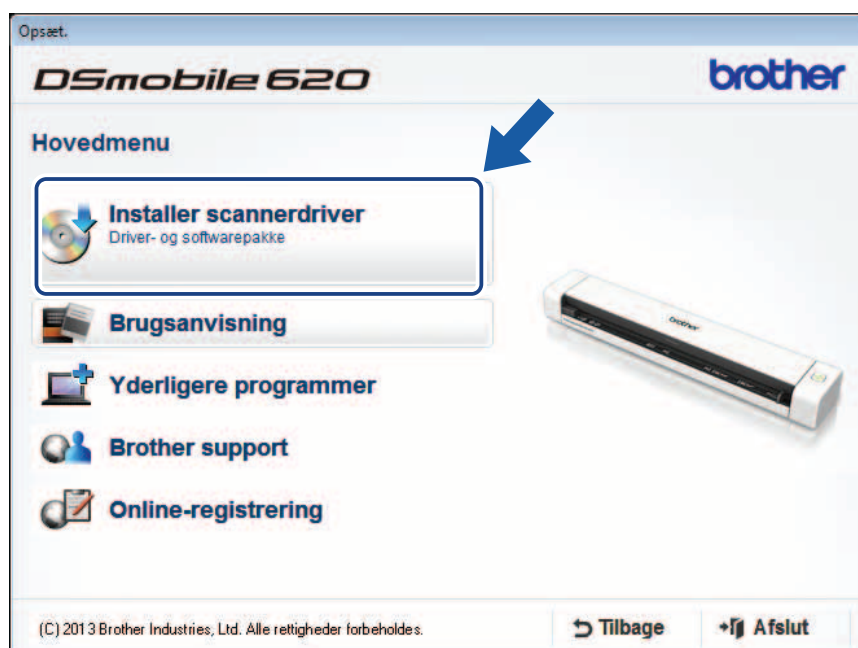 Opsæt.
DSmobile 620
brother
Hovedmenu
Installer scannerdriver
Driver- og softwarepakke
Brugsanvisning
brother
Yderligere programmer
Brother support
Online-registrering
(C) 2013 Brother Industries, Ltd. Alle rettigheder forbeholdes.
Tilbage
Afslut